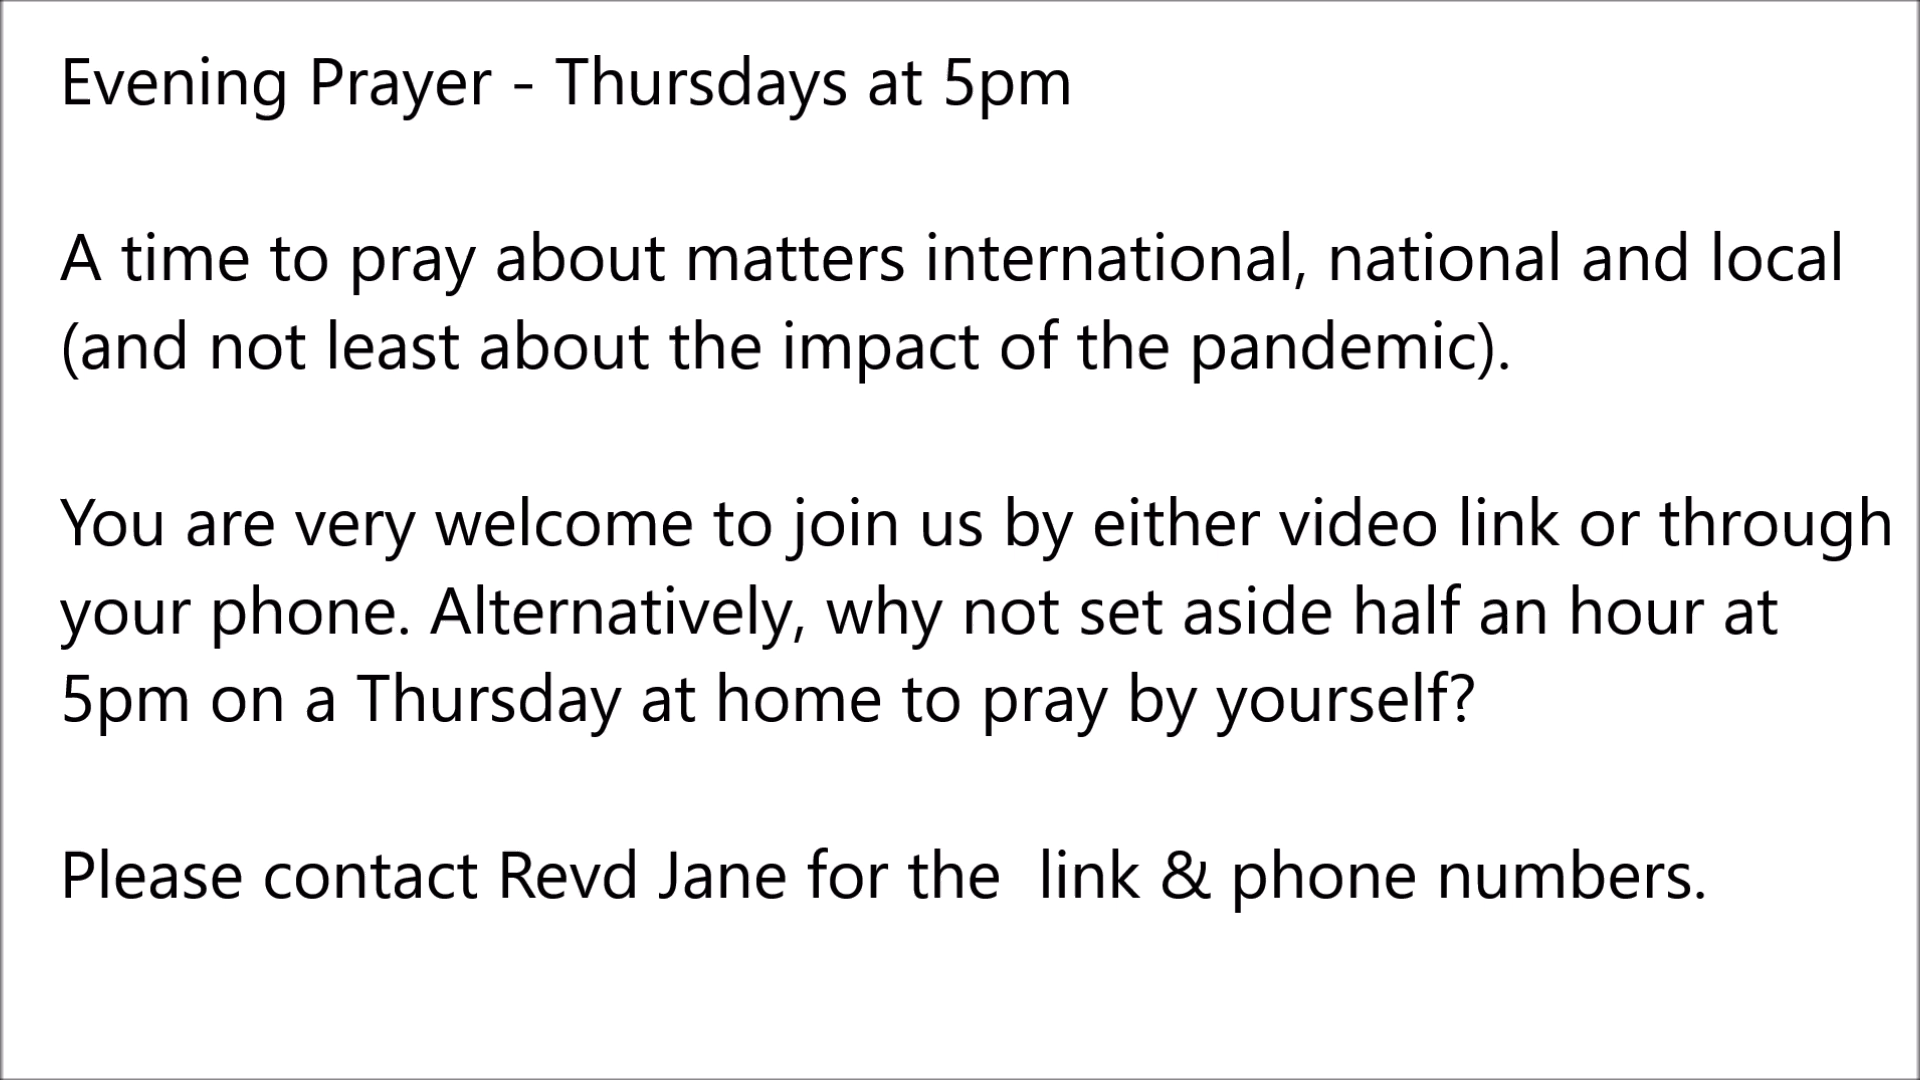 Evening Prayer - Thursdays at 5pm
A time to pray about matters international, national and local
(and not least about the impact of the pandemic).
You are very welcome to join us by either video link or through
your phone. Alternatively, why not set aside half an hour at
5pm on a Thursday at home to pray by yourself?
Please contact Revd Jane for the  link & phone numbers.